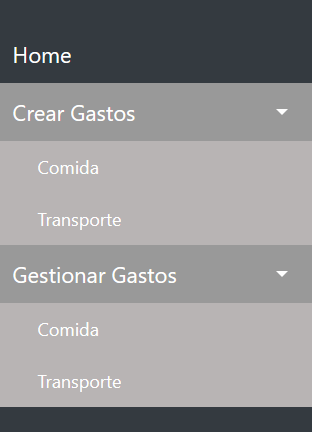 Home
Crear Gastos
Comida
Transporte
Gestionar Gastos
Comida
Transporte